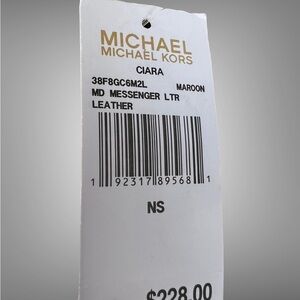 MICHAEL
MICHAEL KORS
CIARA
38F8GC6M2L MAROON
MD MESSENGER LTR
LEATHER
1 92317 89568 1
NS
$228.00